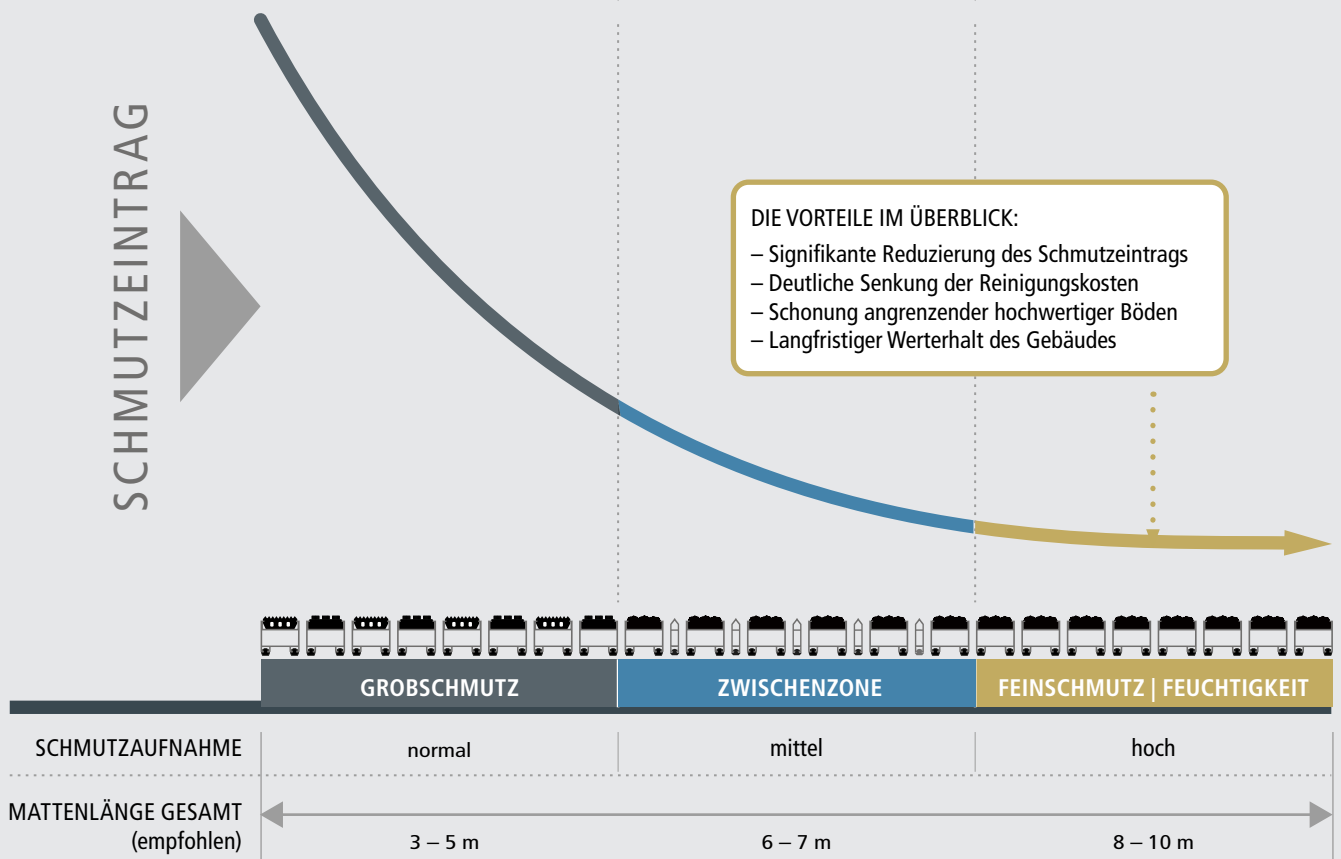 SCHMUTZEINTRAG
DIE VORTEILE IM ÜBERBLICK:
– Signifikante Reduzierung des Schmutzeintrags
– Deutliche Senkung der Reinigungskosten
– Schonung angrenzender hochwertiger Böden
– Langfristiger Werterhalt des Gebäudes
GROBSCHMUTZ
ZWISCHENZONE
FEINSCHMUTZ | FEUCHTIGKEIT
SCHMUTZAUFNAHME
normal
mittel
hoch
MATTENLÄNGE GESAMT
(empfohlen)
3 – 5 m
6 – 7 m
8 – 10 m